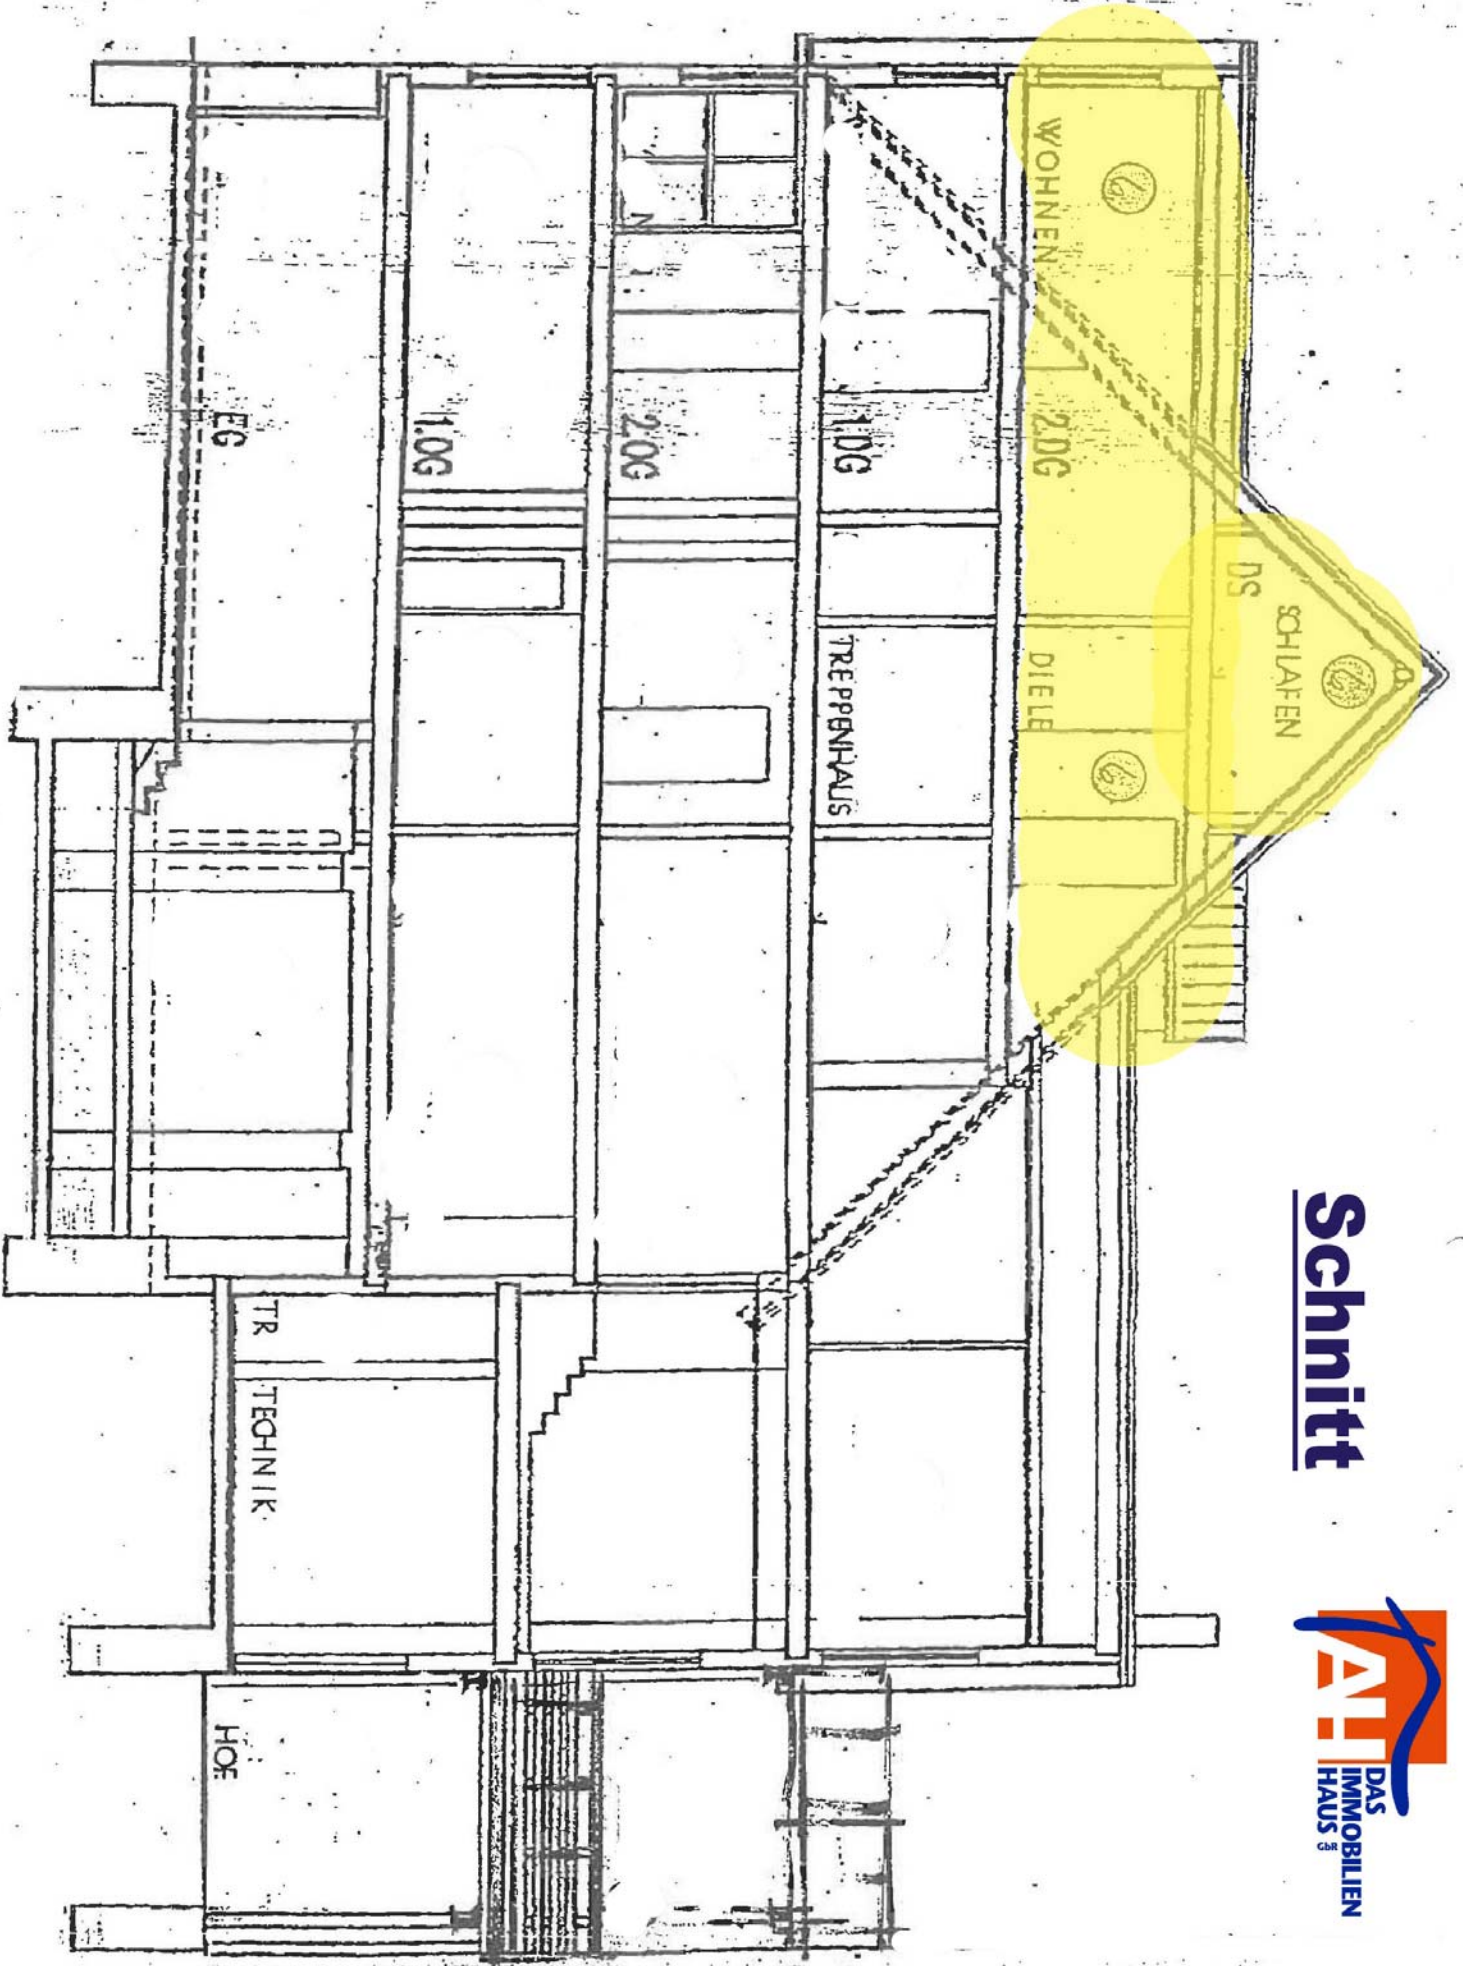 Schnitt
AH
DAS
IMMOBILIEN
HAUS GbR
SCHLAFEN
DS
WOHNEN
2.DG
DIELE
1.DG
TREPPENHAUS
2.OG
1.OG
EG
TR
TECHNIK
HOF